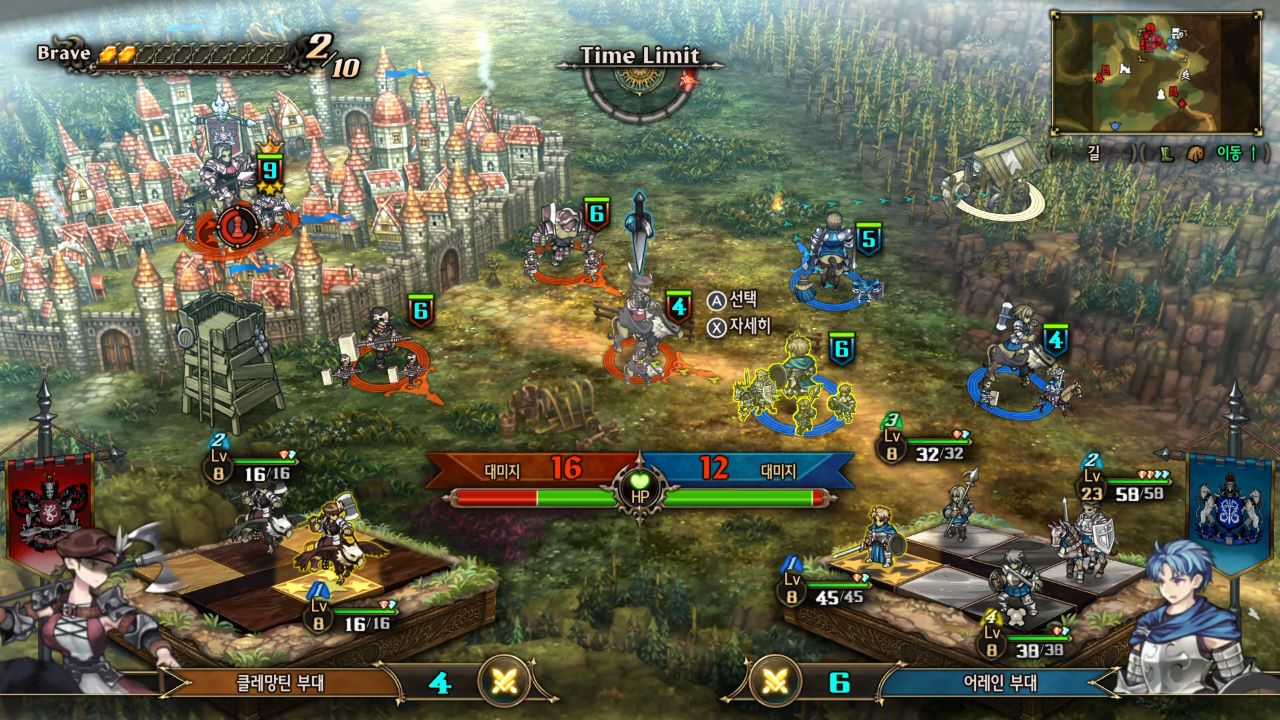 Brave 2/10
Time Limit
길 이동 ↑
9
6
5
4
Ⓐ 선택
Ⓧ 자세히
6
6
4
대미지 16
12 대미지
HP
2
Lv
8 16/16
1
Lv
8 16/16
3
Lv
8 32/32
2
Lv
23 58/58
1
Lv
8 45/45
4
Lv
8 38/38
클레망틴 부대 4
6 어레인 부대